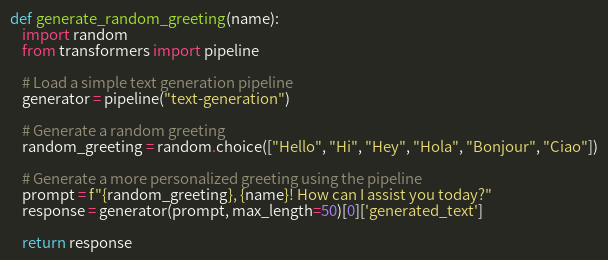 def generate_random_greeting(name):
    import random
    from transformers import pipeline

    # Load a simple text generation pipeline
    generator = pipeline("text-generation")

    # Generate a random greeting
    random_greeting = random.choice(["Hello", "Hi", "Hey", "Hola", "Bonjour", "Ciao"])

    # Generate a more personalized greeting using the pipeline
    prompt = f"{random_greeting}, {name}! How can I assist you today?"
    response = generator(prompt, max_length=50)[0]['generated_text']

    return response